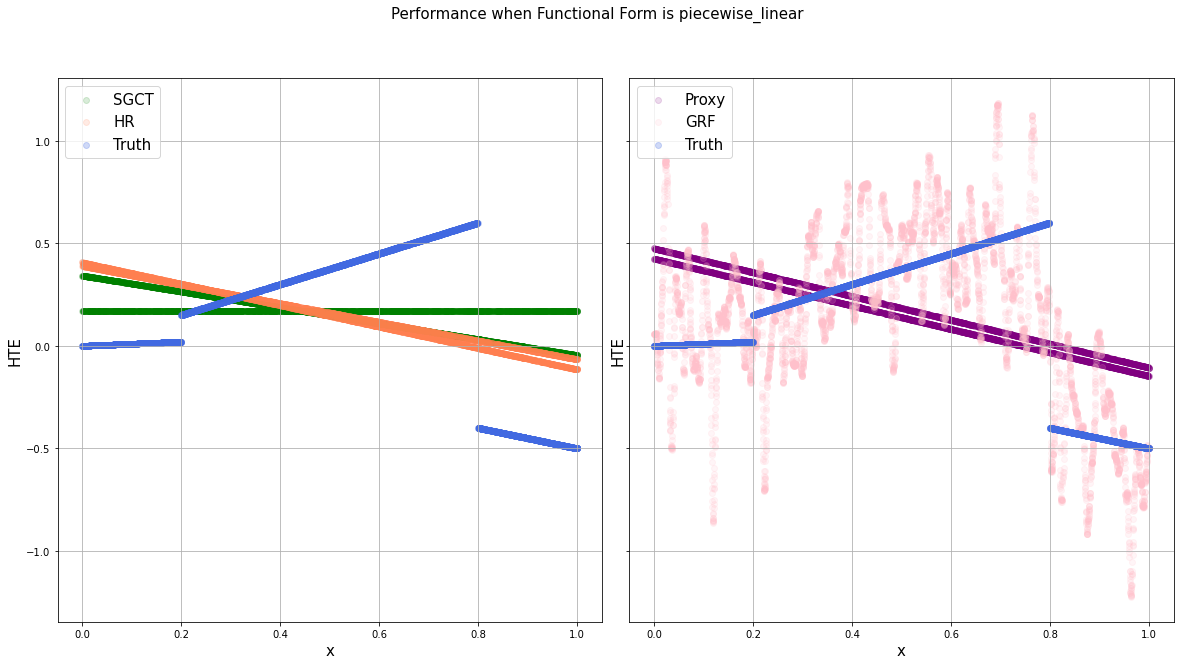 Performance when Functional Form is piecewise_linear
SGCT
HR
Truth
HTE
1.0
0.5
0.0
−0.5
−1.0
0.0 0.2 0.4 0.6 0.8 1.0
x
Proxy
GRF
Truth
HTE
0.0 0.2 0.4 0.6 0.8 1.0
x